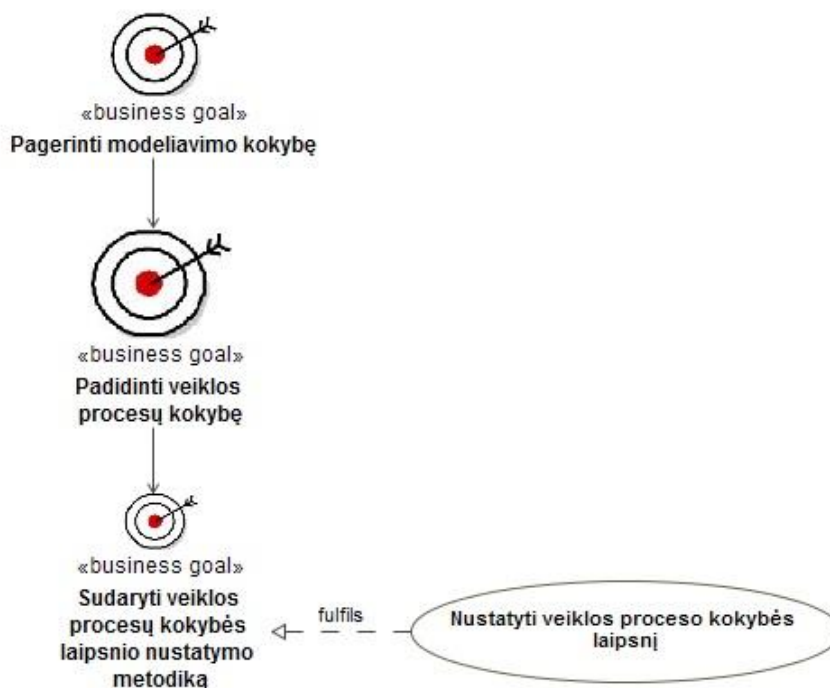 «business goal»
Pagerinti modeliavimo kokybę
«business goal»
Padidinti veiklos
procesų kokybę
«business goal»
Sudaryti veiklos
procesų kokybės
laipsnio nustatymo
metodiką
fulfils
Nustatyti veiklos proceso kokybės
laipsnį